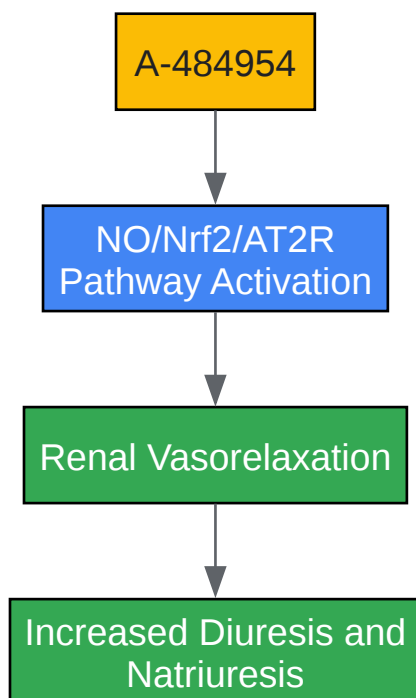 A-484954
NO/Nrf2/AT2R
Pathway Activation
Renal Vasorelaxation
Increased Diuresis and
Natriuresis